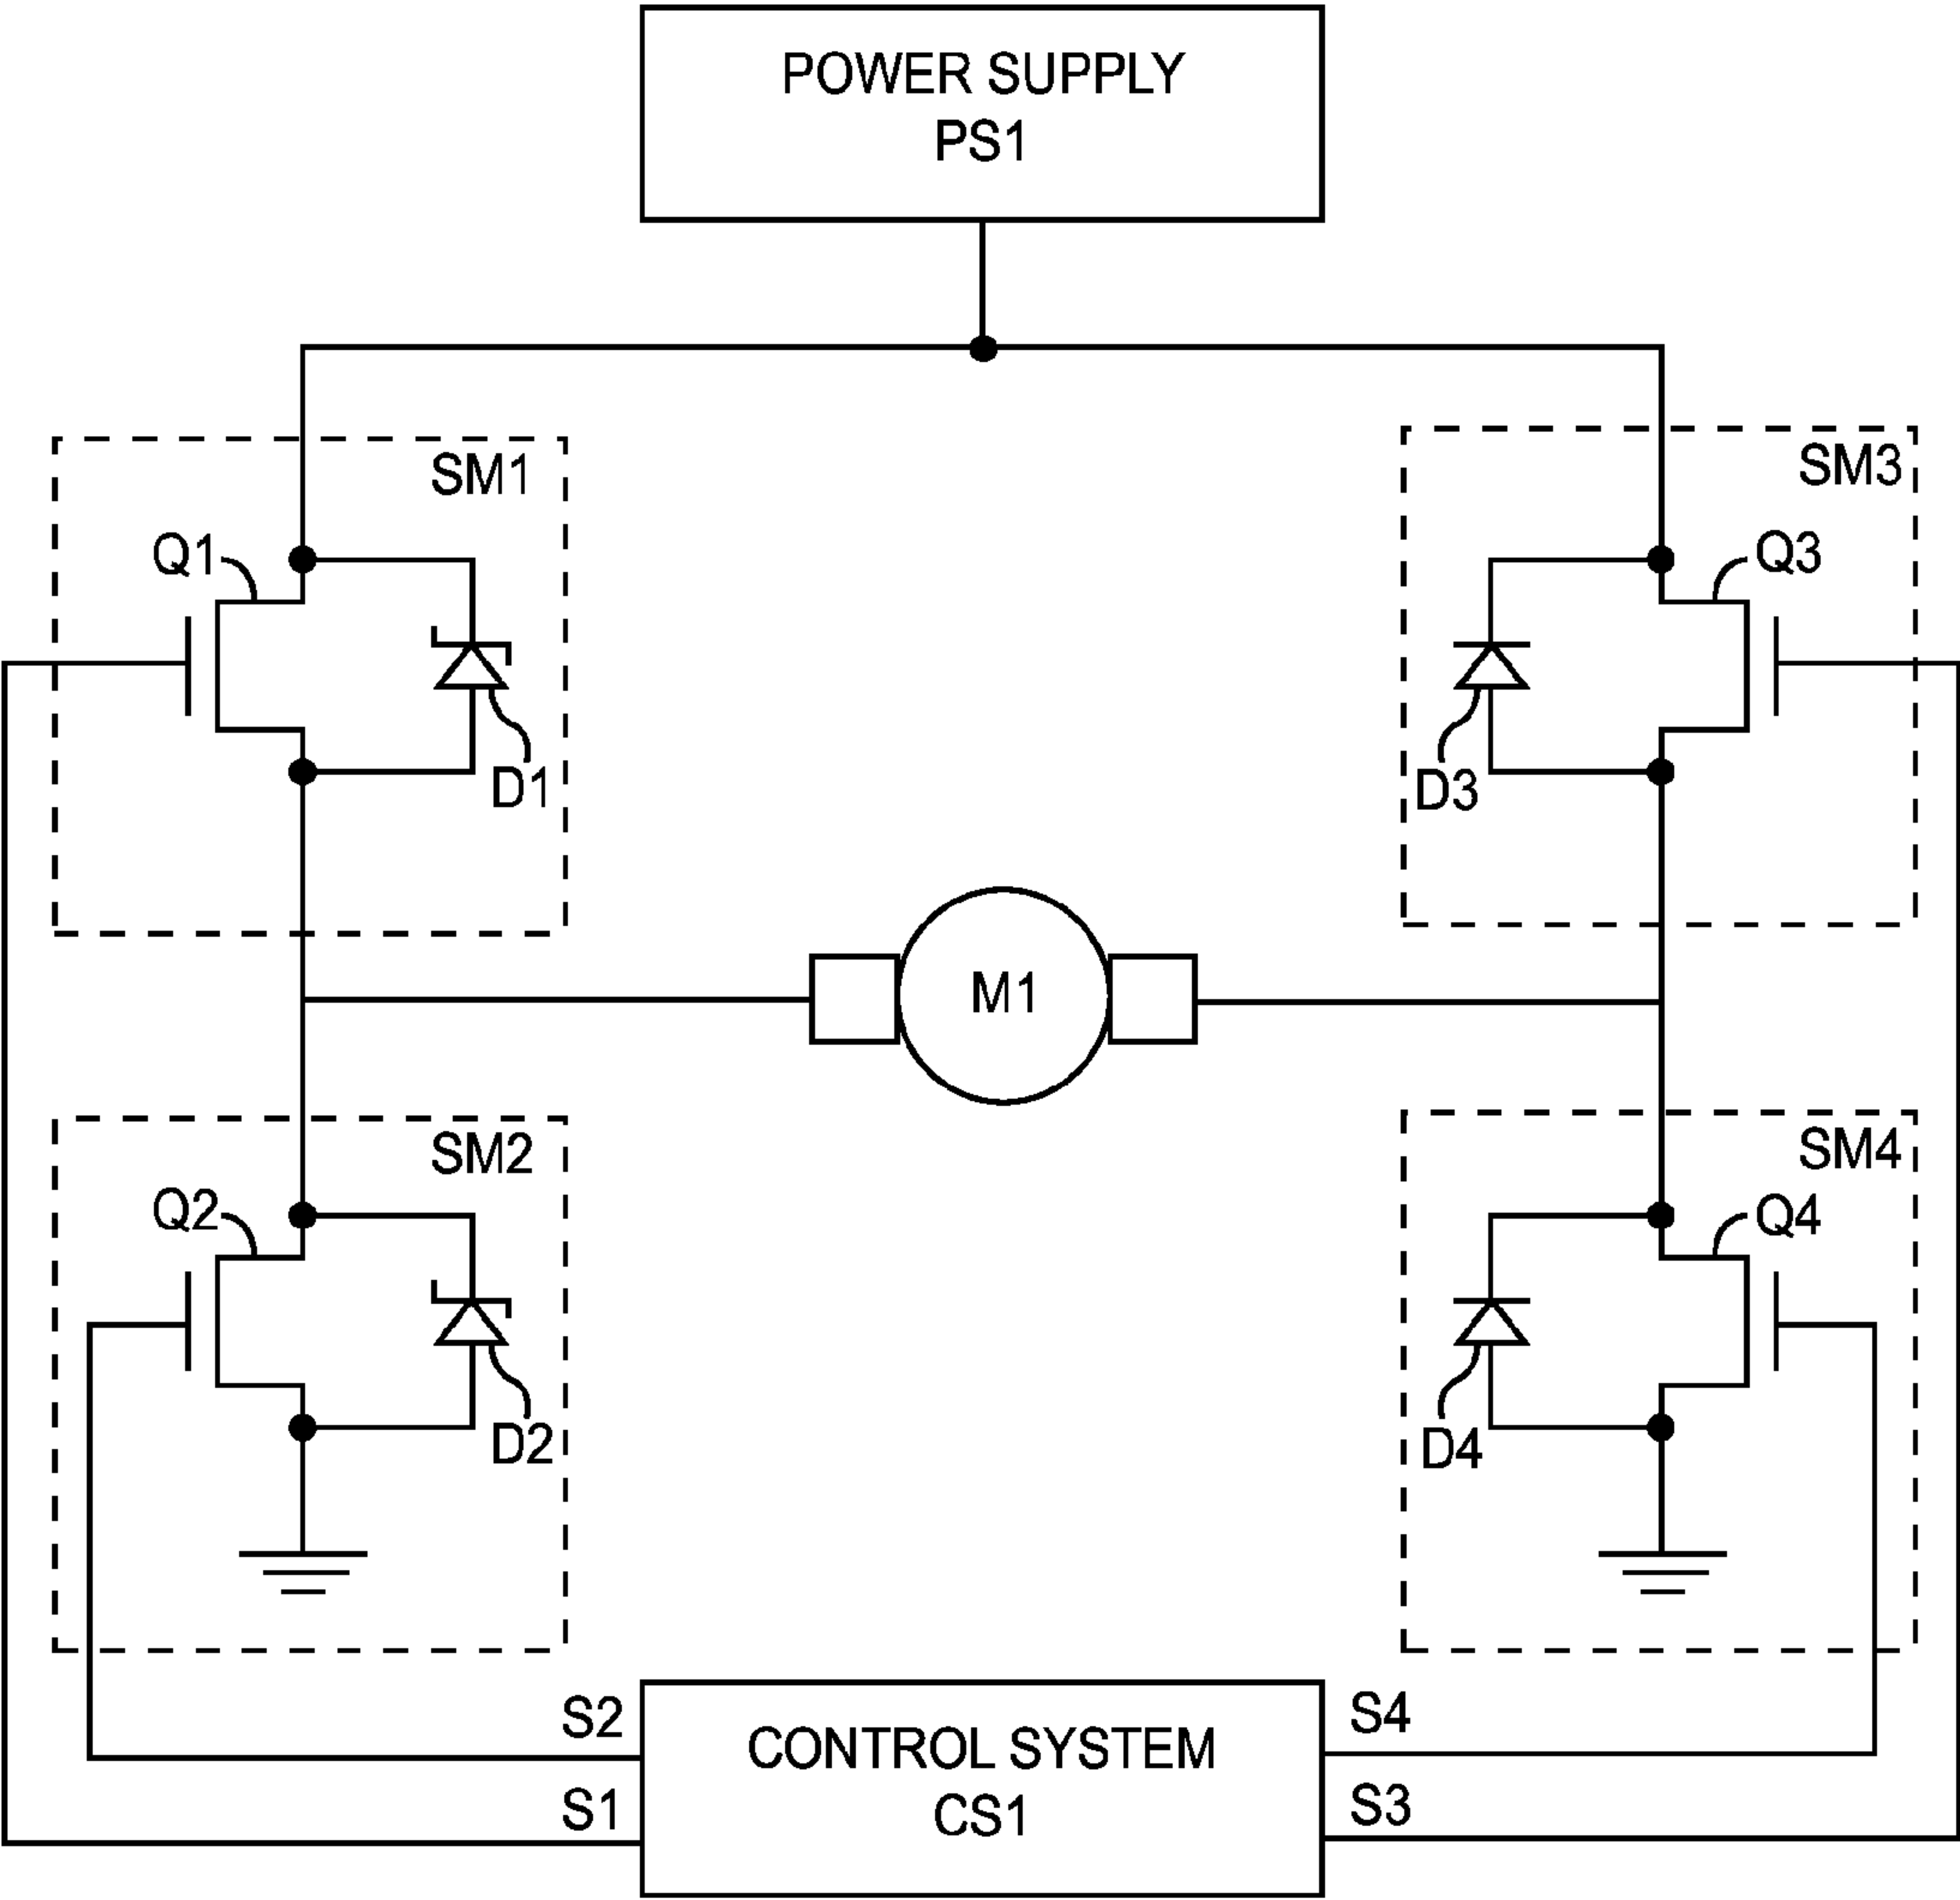 POWER SUPPLY
PS1
SM1
SM3
Q1
Q3
D1
D3
M1
SM2
SM4
Q2
Q4
D2
D4
S2
S4
CONTROL SYSTEM
CS1
S1
S3